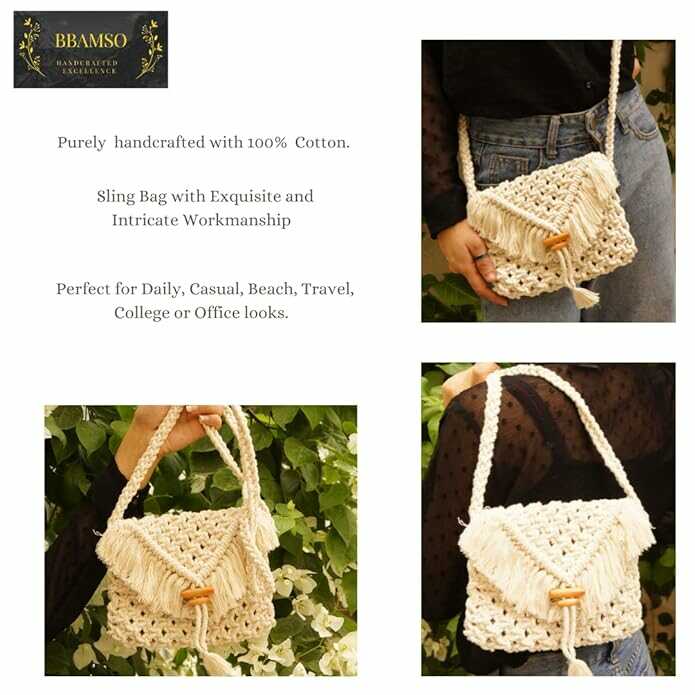 BBAMSO
HANDCRAFTED
EXCELLENCE
Purely handcrafted with 100% Cotton.
Sling Bag with Exquisite and
Intricate Workmanship
Perfect for Daily, Casual, Beach, Travel,
College or Office looks.